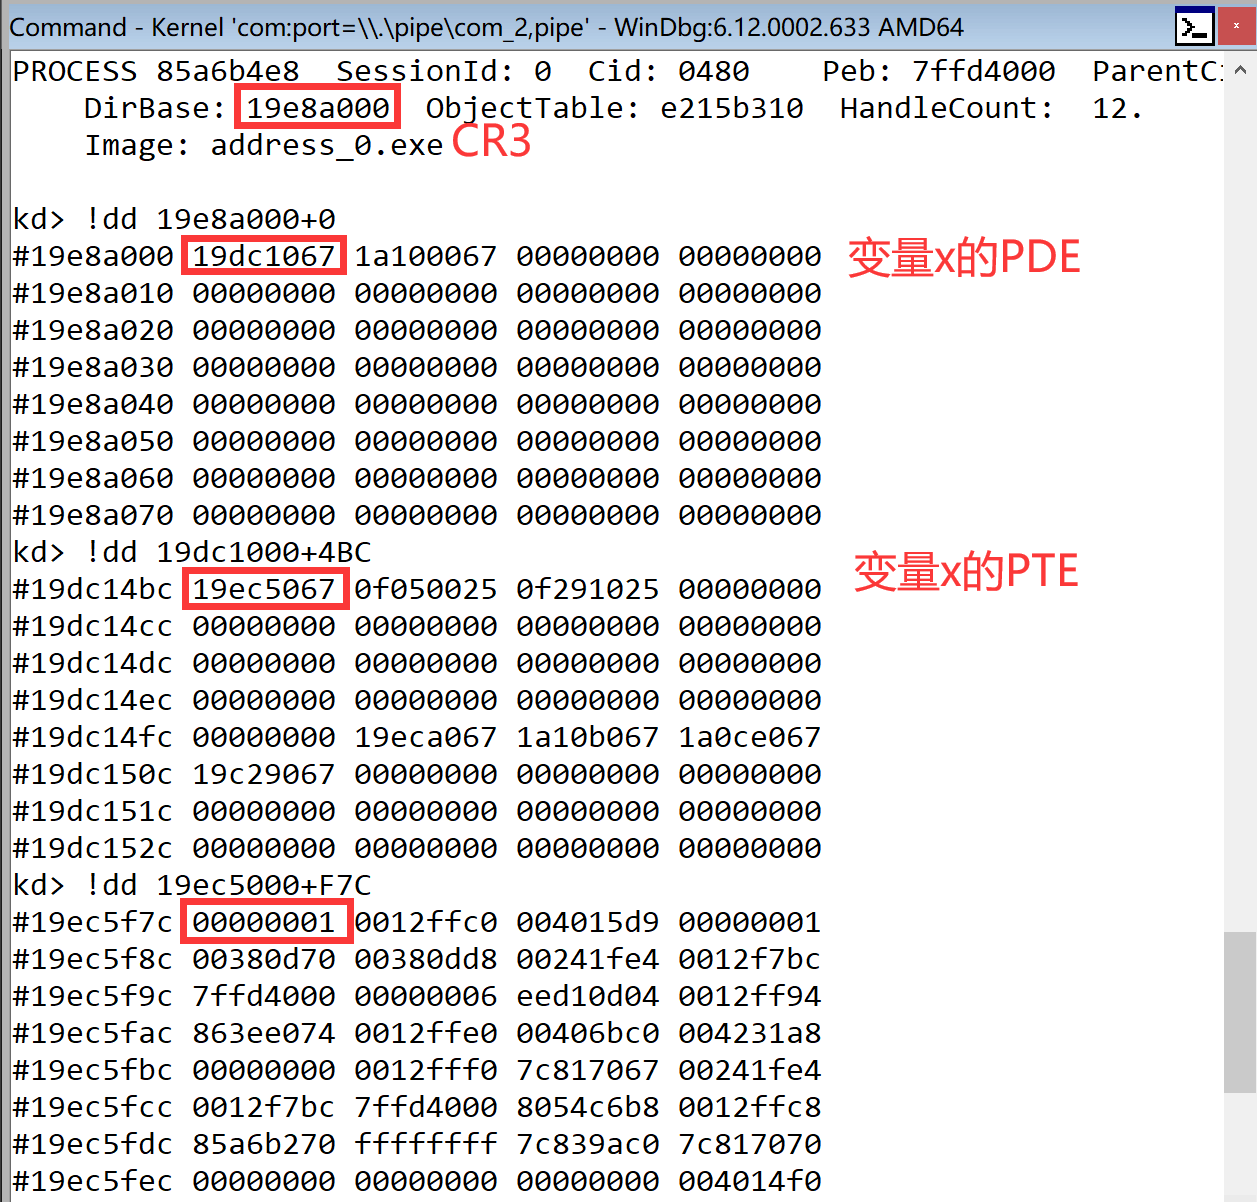 Command - Kernel 'com:port=\\.\pipe\com_2,pipe' - WinDbg:6.12.0002.633 AMD64
PROCESS 85a6b4e8  SessionId: 0  Cid: 0480    Peb: 7ffd4000  ParentCi
    DirBase: 19e8a000  ObjectTable: e215b310  HandleCount:  12.
    Image: address_0.exe CR3
kd> !dd 19e8a000+0
#19e8a000 19dc1067 1a100067 00000000 00000000 变量x的PDE
#19e8a010 00000000 00000000 00000000 00000000
#19e8a020 00000000 00000000 00000000 00000000
#19e8a030 00000000 00000000 00000000 00000000
#19e8a040 00000000 00000000 00000000 00000000
#19e8a050 00000000 00000000 00000000 00000000
#19e8a060 00000000 00000000 00000000 00000000
#19e8a070 00000000 00000000 00000000 00000000
kd> !dd 19dc1000+4BC
#19dc14bc 19ec5067 0f050025 0f291025 00000000 变量x的PTE
#19dc14cc 00000000 00000000 00000000 00000000
#19dc14dc 00000000 00000000 00000000 00000000
#19dc14ec 00000000 00000000 00000000 00000000
#19dc14fc 00000000 19eca067 1a10b067 1a0ce067
#19dc150c 19c29067 00000000 00000000 00000000
#19dc151c 00000000 00000000 00000000 00000000
#19dc152c 00000000 00000000 00000000 00000000
kd> !dd 19ec5000+F7C
#19ec5f7c 00000001 0012ffc0 004015d9 00000001
#19ec5f8c 00380d70 00380dd8 00241fe4 0012f7bc
#19ec5f9c 7ffd4000 00000006 eed10d04 0012ff94
#19ec5fac 863ee074 0012ffe0 00406bc0 004231a8
#19ec5fbc 00000000 0012fff0 7c817067 00241fe4
#19ec5fcc 0012f7bc 7ffd4000 8054c6b8 0012ffc8
#19ec5fdc 85a6b270 ffffffff 7c839ac0 7c817070
#19ec5fec 00000000 00000000 00000000 004014f0